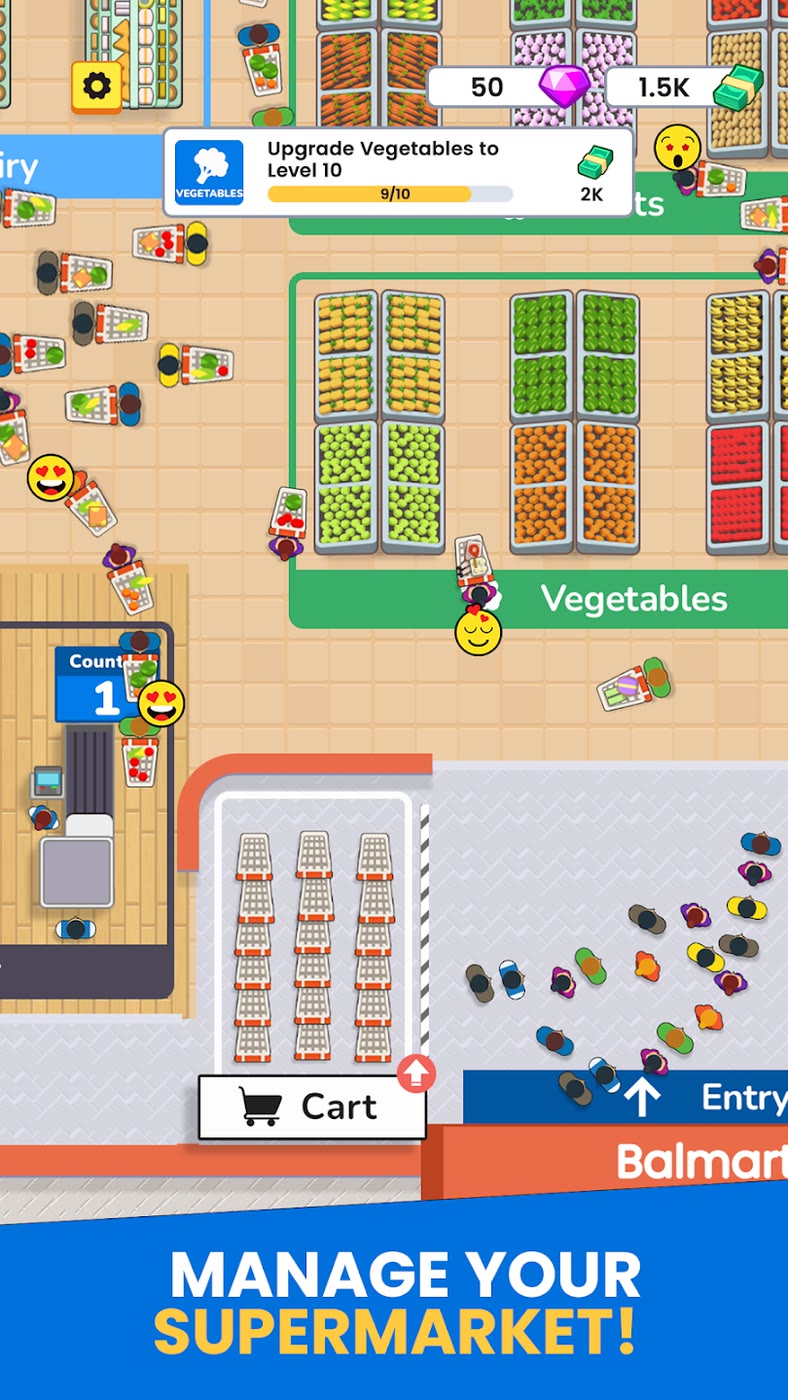 50
1.5K
Upgrade Vegetables to
Level 10
VEGETABLES
9/10
2K
iry
ts
Vegetables
Count
1
Cart
Entry
Balmart
MANAGE YOUR
SUPERMARKET!